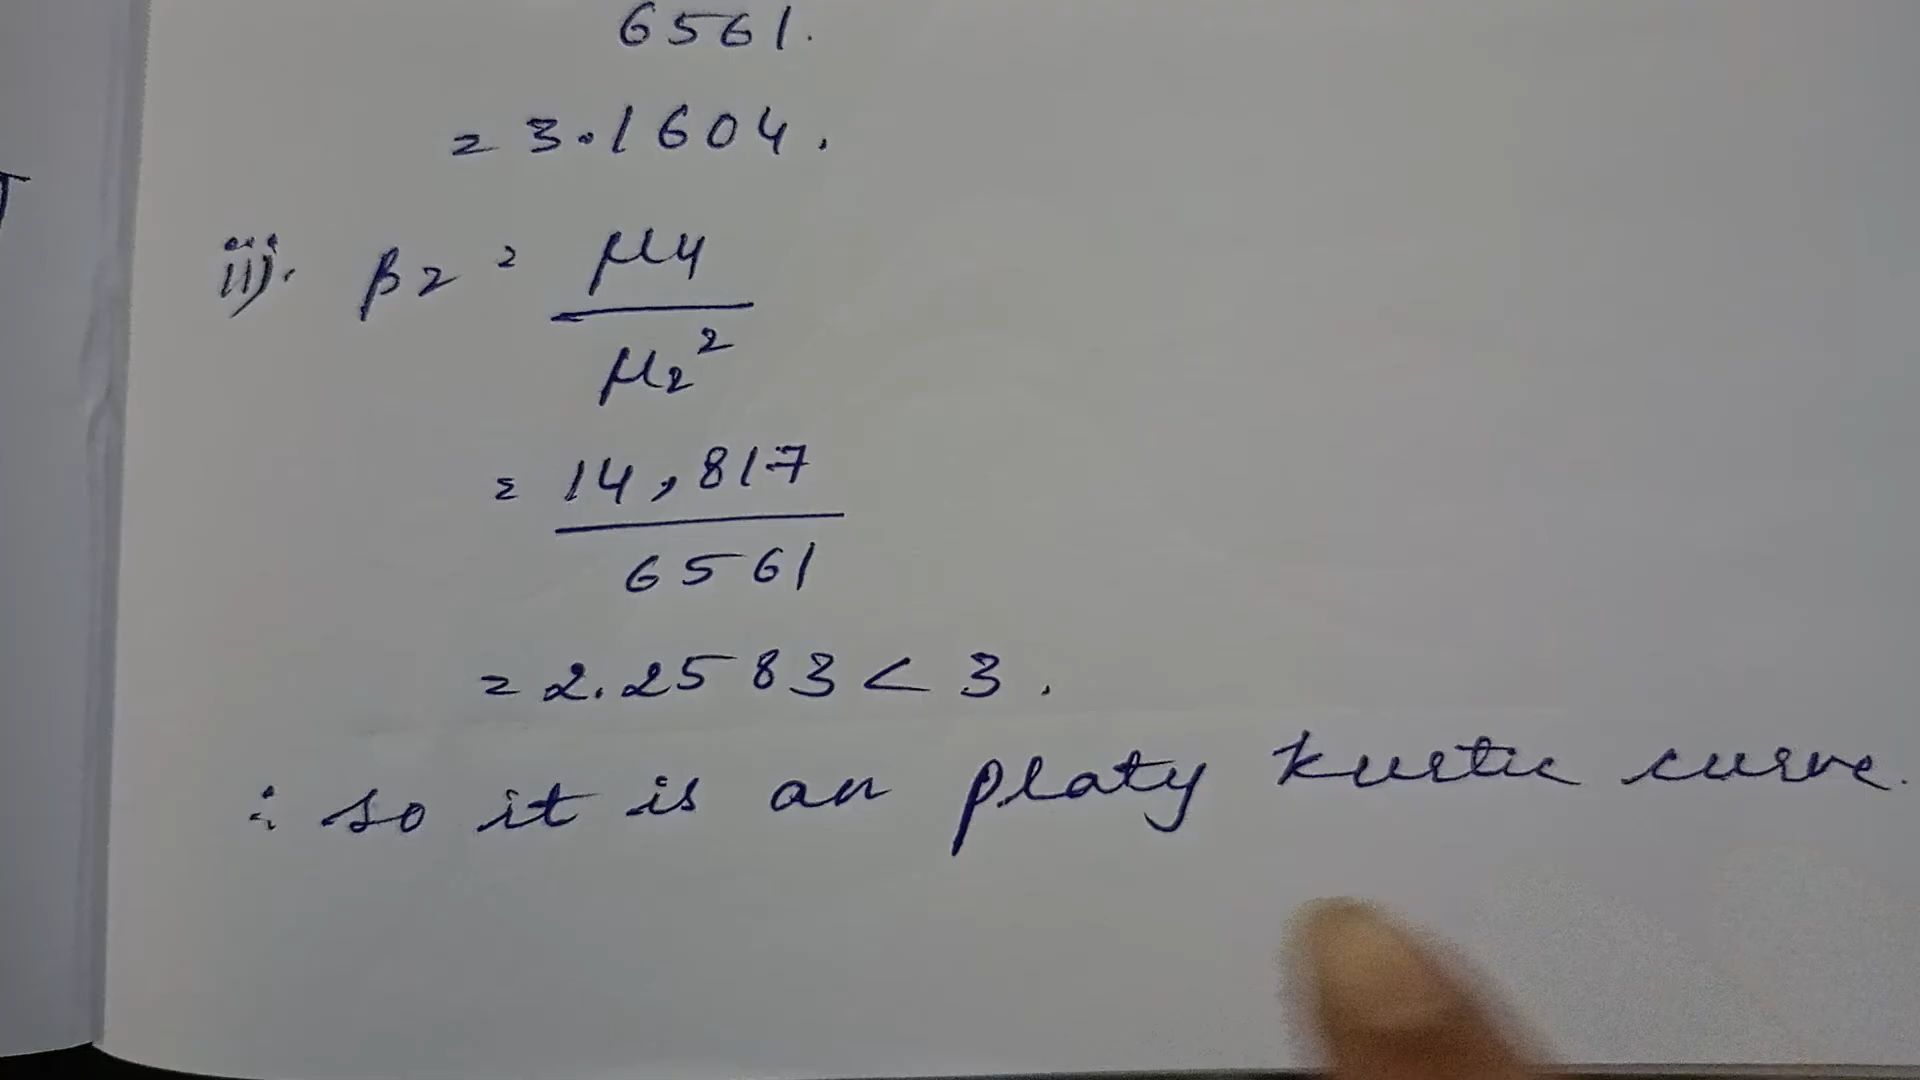 6561.
= 3.1604.
iij. β2 = μ4
μ2²
= 14,817
6561
= 2.2583 < 3.
∴ so it is an platy kurtic curve.